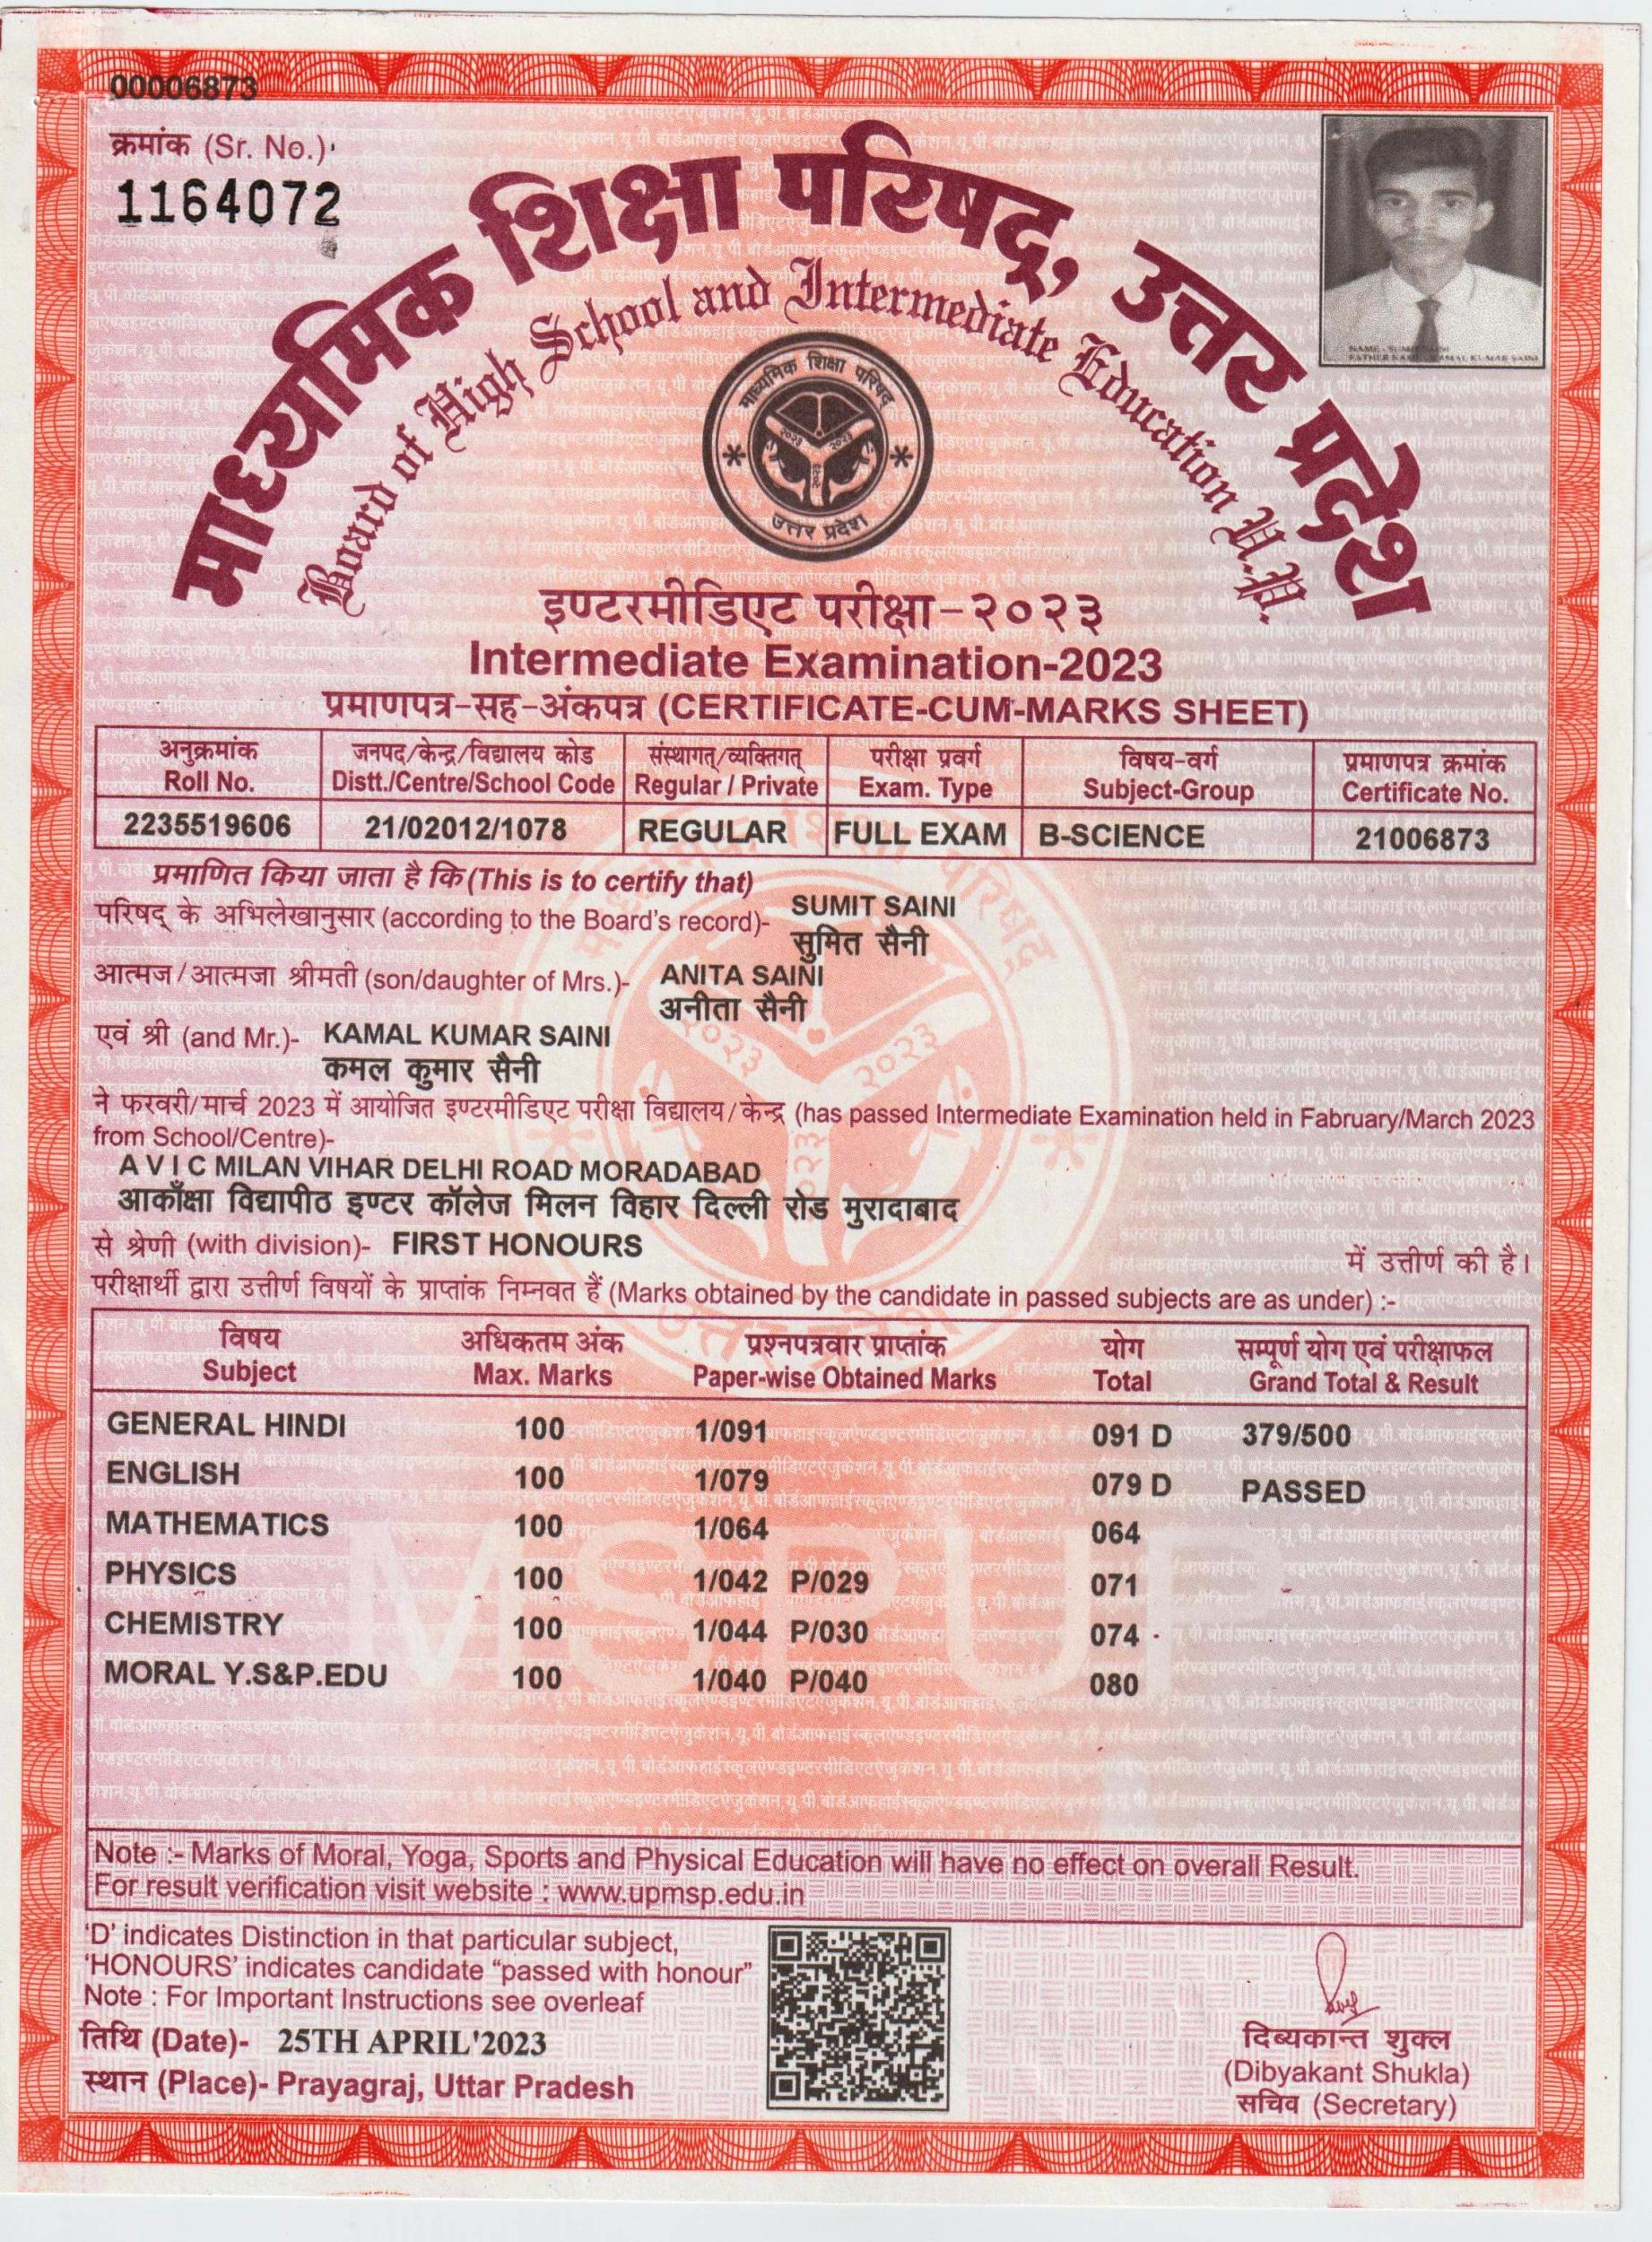 00006873
क्रमांक (Sr. No.)
1164072
माध्यमिक शिक्षा परिषद्, उत्तर प्रदेश
Board of High School and Intermediate Education U.P.
माध्यमिक शिक्षा परिषद्
२०२३ २०२३
२०२३
उत्तर प्रदेश
इण्टरमीडिएट परीक्षा-२०२३
Intermediate Examination-2023
प्रमाणपत्र-सह-अंकपत्र (CERTIFICATE-CUM-MARKS SHEET)
अनुक्रमांक जनपद/केन्द्र/विद्यालय कोड संस्थागत्/व्यक्तिगत् परीक्षा प्रवर्ग विषय-वर्ग प्रमाणपत्र क्रमांक
Roll No. Distt./Centre/School Code Regular / Private Exam. Type Subject-Group Certificate No.
2235519606 21/02012/1078 REGULAR FULL EXAM B-SCIENCE 21006873
प्रमाणित किया जाता है कि (This is to certify that)
परिषद् के अभिलेखानुसार (according to the Board's record)- SUMIT SAINI
सुमित सैनी
आत्मज/आत्मजा श्रीमती (son/daughter of Mrs.)- ANITA SAINI
अनीता सैनी
एवं श्री (and Mr.)- KAMAL KUMAR SAINI
कमल कुमार सैनी
ने फरवरी/मार्च 2023 में आयोजित इण्टरमीडिएट परीक्षा विद्यालय/केन्द्र (has passed Intermediate Examination held in Fabruary/March 2023
from School/Centre)-
A V I C MILAN VIHAR DELHI ROAD MORADABAD
आकाँक्षा विद्यापीठ इण्टर कॉलेज मिलन विहार दिल्ली रोड मुरादाबाद
से श्रेणी (with division)- FIRST HONOURS में उत्तीर्ण की है।
परीक्षार्थी द्वारा उत्तीर्ण विषयों के प्राप्तांक निम्नवत हैं (Marks obtained by the candidate in passed subjects are as under) :-
विषय अधिकतम अंक प्रश्नपत्रवार प्राप्तांक योग सम्पूर्ण योग एवं परीक्षाफल
Subject Max. Marks Paper-wise Obtained Marks Total Grand Total & Result
GENERAL HINDI 100 1/091 091 D 379/500
ENGLISH 100 1/079 079 D PASSED
MATHEMATICS 100 1/064 064
PHYSICS 100 1/042 P/029 071
CHEMISTRY 100 1/044 P/030 074
MORAL Y.S&P.EDU 100 1/040 P/040 080
MSPUP
Note :- Marks of Moral, Yoga, Sports and Physical Education will have no effect on overall Result.
For result verification visit website : www.upmsp.edu.in
'D' indicates Distinction in that particular subject,
'HONOURS' indicates candidate "passed with honour"
Note : For Important Instructions see overleaf
तिथि (Date)- 25TH APRIL'2023
स्थान (Place)- Prayagraj, Uttar Pradesh
दिब्यकान्त शुक्ल
(Dibyakant Shukla)
सचिव (Secretary)